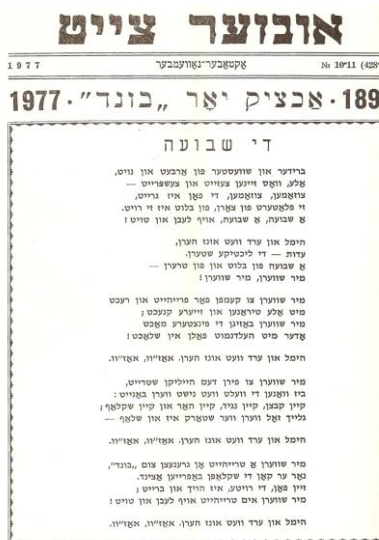 אונזער צייט
1977 אָקטאָבער־נאָוועמבער № 10־11 (428
189 · אַכציק יאָר „בונד” · 1977
די שבועה
ברידער און שוועסטער פון אַרבעט און נויט,
אַלע, וואָס זיינען צעזייט און צעשפּרייט —
צוזאַמען, צוזאַמען, די פאָן איז גרייט,
זי פלאַטערט פון צאָרן, פון בלוט איז זי רויט.
אַ שבועה, אַ שבועה, אויף לעבן און טויט!
הימל און ערד וועט אונז הערן,
עדות — די ליכטיקע שטערן.
אַ שבועה פון בלוט און פון טרערן —
מיר שווערן, מיר שווערן!
מיר שווערן צו קעמפן פאַר פרייהייט און רעכט
מיט אַלע טיראַנען און זייערע קנעכט;
מיר שווערן באַזיגן די פינצטערע מאַכט
אָדער מיט העלדנמוט פאַלן אין שלאַכט!
הימל און ערד וועט אונז הערן. אאַז״וו, אאַז״וו.
מיר שווערן צו פירן דעם הייליקן שטרייט,
ביז וואַנען די וועלט וועט נישט ווערן באַנייט:
קיין קבצן, קיין נגיד, קיין האַר און קיין שקלאַף;
גלייך זאָל ווערן ווער שטאַרק איז און שלאַף —
הימל און ערד וועט אונז הערן. אאַז״וו, אאַז״וו.
מיר שווערן אַ טרייהייט אָן גרענעצן צום „בונד”,
נאָר ער קאָן די שקלאַפן באַפרייען אַצינד.
זיין פאָן, די רויטע, איז הויך און ברייט;
מיר שווערן אים טרייהייט אויף לעבן און טויט!
הימל און ערד וועט אונז הערן. אאַז״וו, אאַז״וו.